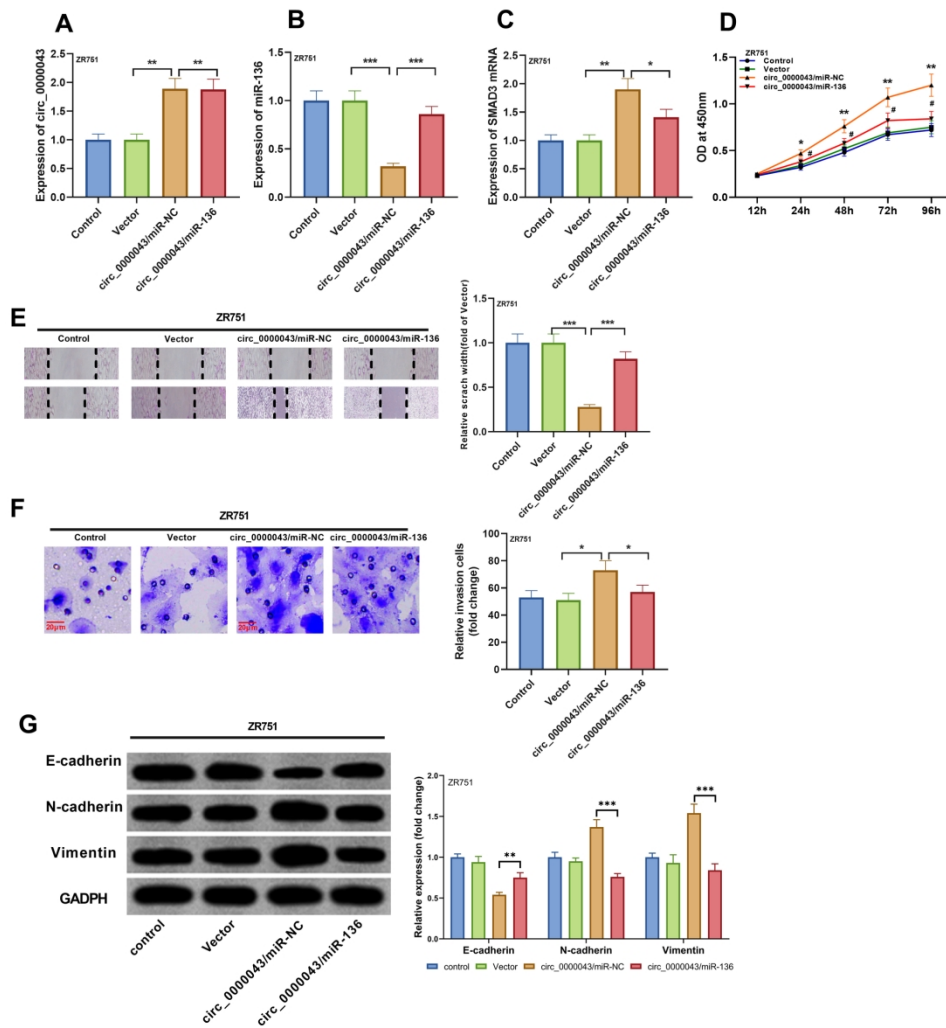 A
ZR751
Expression of circ_0000043
2.5
2.0
1.5
1.0
0.5
0.0
**
**
Control
Vector
circ_0000043/miR-NC
circ_0000043/miR-136
B
ZR751
Expression of miR-136
1.5
1.0
0.5
0.0
***
***
Control
Vector
circ_0000043/miR-NC
circ_0000043/miR-136
C
ZR751
Expression of SMAD3 mRNA
2.5
2.0
1.5
1.0
0.5
0.0
**
*
Control
Vector
circ_0000043/miR-NC
circ_0000043/miR-136
D
ZR751
Control
Vector
circ_0000043/miR-NC
circ_0000043/miR-136
OD at 450nm
1.5
1.0
0.5
0.0
*
**
**
**
#
#
#
#
12h
24h
48h
72h
96h
E
ZR751
Control
Vector
circ_0000043/miR-NC
circ_0000043/miR-136
ZR751
Relative scrach width(fold of Vector)
1.5
1.0
0.5
0.0
***
***
Control
Vector
circ_0000043/miR-NC
circ_0000043/miR-136
F
ZR751
Control
Vector
circ_0000043/miR-NC
circ_0000043/miR-136
20μm
20μm
ZR751
Relative invasion cells
(fold change)
100
80
60
40
20
0
*
*
Control
Vector
circ_0000043/miR-NC
circ_0000043/miR-136
G
ZR751
E-cadherin
N-cadherin
Vimentin
GADPH
control
Vector
circ_0000043/miR-NC
circ_0000043/miR-136
ZR751
Relative expression (fold change)
2.0
1.5
1.0
0.5
0.0
**
***
***
E-cadherin
N-cadherin
Vimentin
control
Vector
circ_0000043/miR-NC
circ_0000043/miR-136